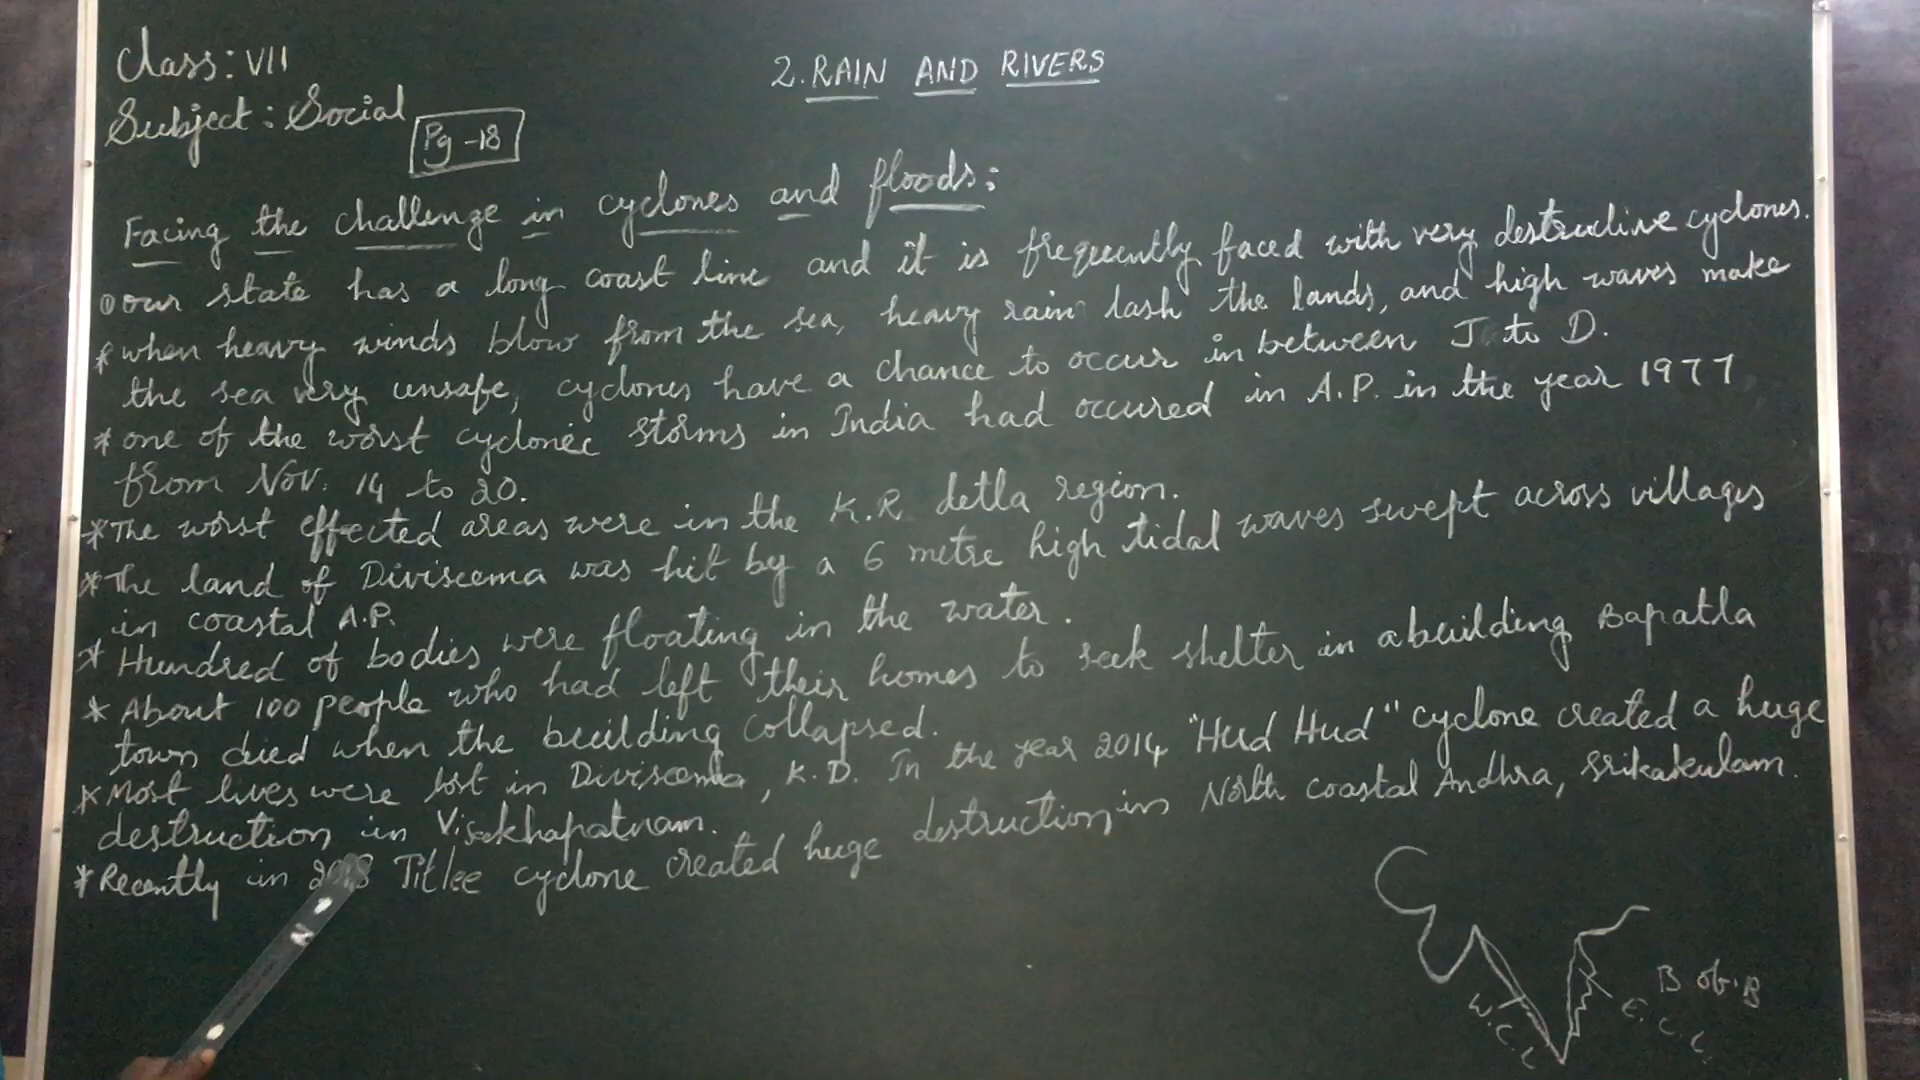 Class: VII
2. RAIN AND RIVERS
Subject: Social
Pg-18
Facing the challenge in cyclones and floods:
① our state has a long coast line and it is frequently faced with very destructive cyclones.
* when heavy winds blow from the sea, heavy rain lash the lands, and high waves make
the sea very unsafe, cyclones have a chance to occur in between J to D.
* one of the worst cyclonic storms in India had occured in A.P. in the year 1977
from Nov. 14 to 20.
* The worst effected areas were in the K.R detla region.
* The land of Diviseema was hit by a 6 metre high tidal waves swept across villages
in coastal A.P.
* Hundred of bodies were floating in the water.
* About 100 people who had left their homes to seek shelter in a building Bapatla
town died when the building collapsed.
* Most lives were lost in Diviseema, K.D. In the year 2014 "Hud Hud" cyclone created a huge
destruction in Visakhapatnam.
* Recently in 2018 Titlee cyclone created huge destruction in North coastal Andhra, Srikakulam.
B of B
W.C.L
E.C.L.